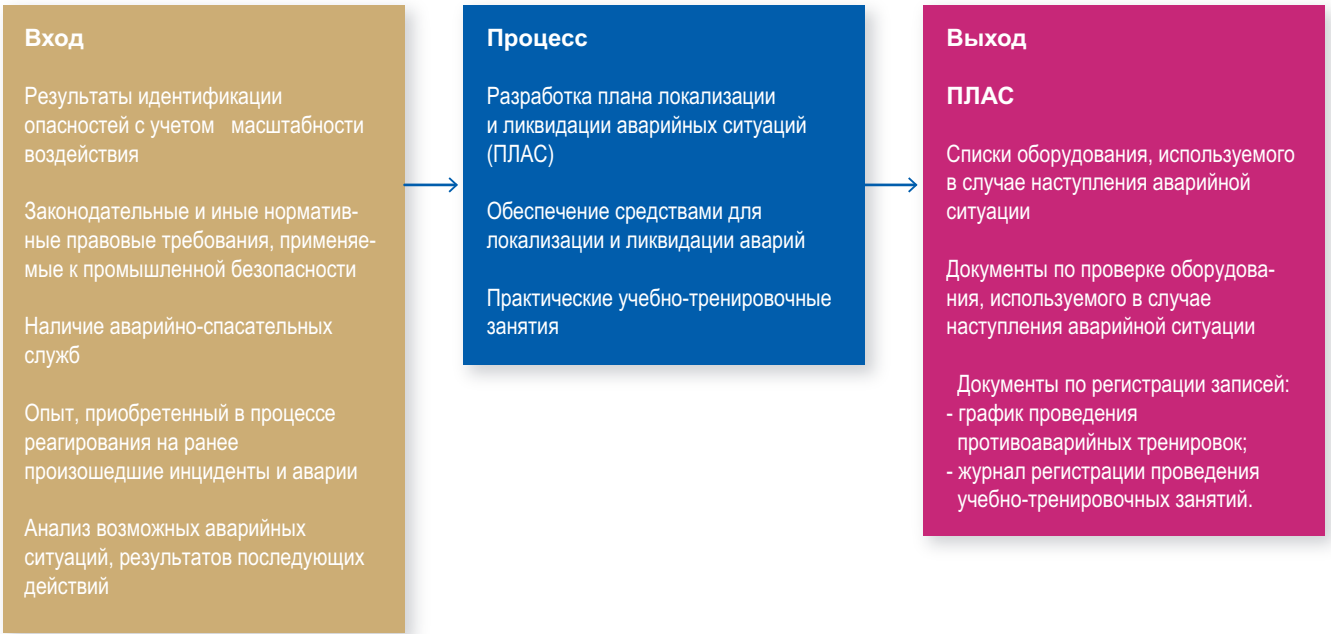 Вход
Результаты идентификации
опасностей с учетом масштабности
воздействия
Законодательные и иные норматив-
ные правовые требования, применяе-
мые к промышленной безопасности
Наличие аварийно-спасательных
служб
Опыт, приобретенный в процессе
реагирования на ранее
произошедшие инциденты и аварии
Анализ возможных аварийных
ситуаций, результатов последующих
действий
Процесс
Разработка плана локализации
и ликвидации аварийных ситуаций
(ПЛАС)
Обеспечение средствами для
локализации и ликвидации аварий
Практические учебно-тренировочные
занятия
Выход
ПЛАС
Списки оборудования, используемого
в случае наступления аварийной
ситуации
Документы по проверке оборудова-
ния, используемого в случае
наступления аварийной ситуации
Документы по регистрации записей:
- график проведения
противоаварийных тренировок;
- журнал регистрации проведения
учебно-тренировочных занятий.